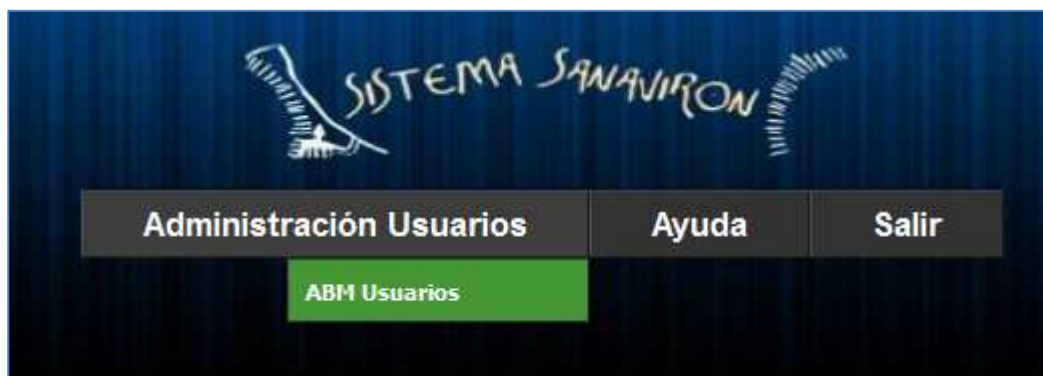 SISTEMA SANAVIRON
Administración Usuarios Ayuda Salir
ABM Usuarios